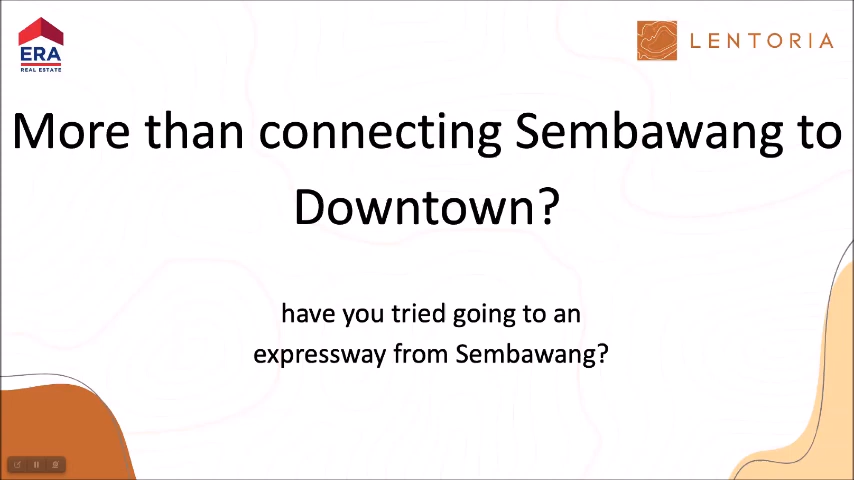 ERA
REAL ESTATE
LENTORIA
More than connecting Sembawang to
Downtown?
have you tried going to an
expressway from Sembawang?